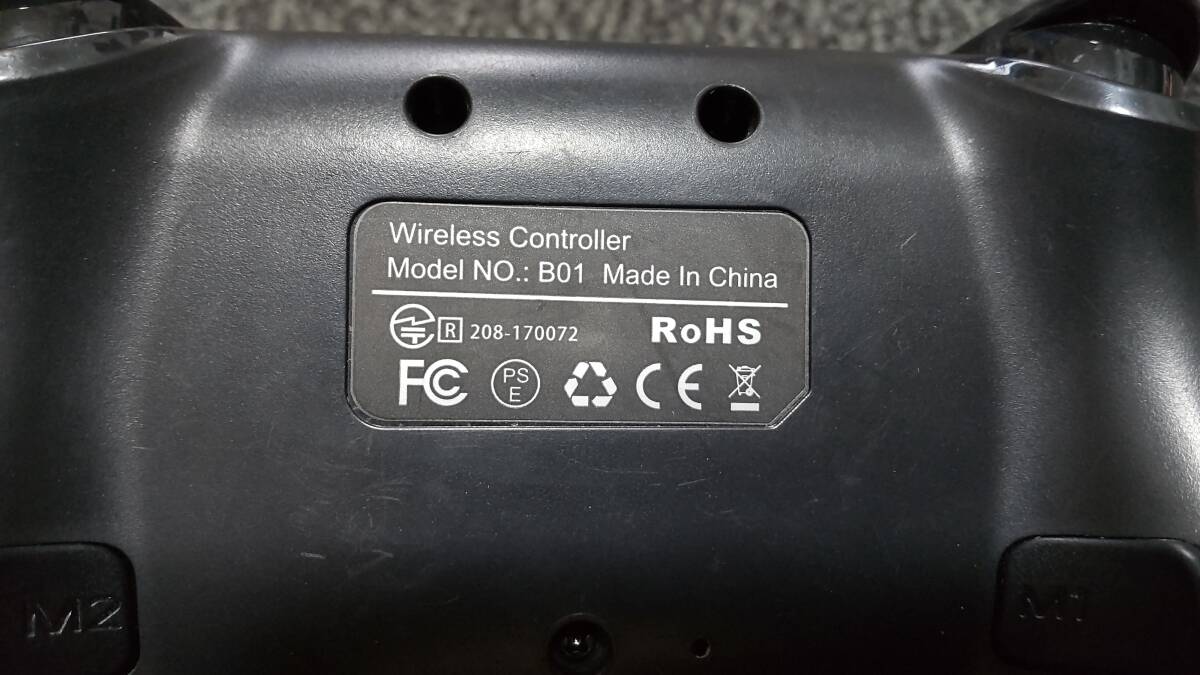 Wireless Controller
Model NO.: B01 Made In China
R 208-170072 RoHS
FC PS E CE
M2 M1